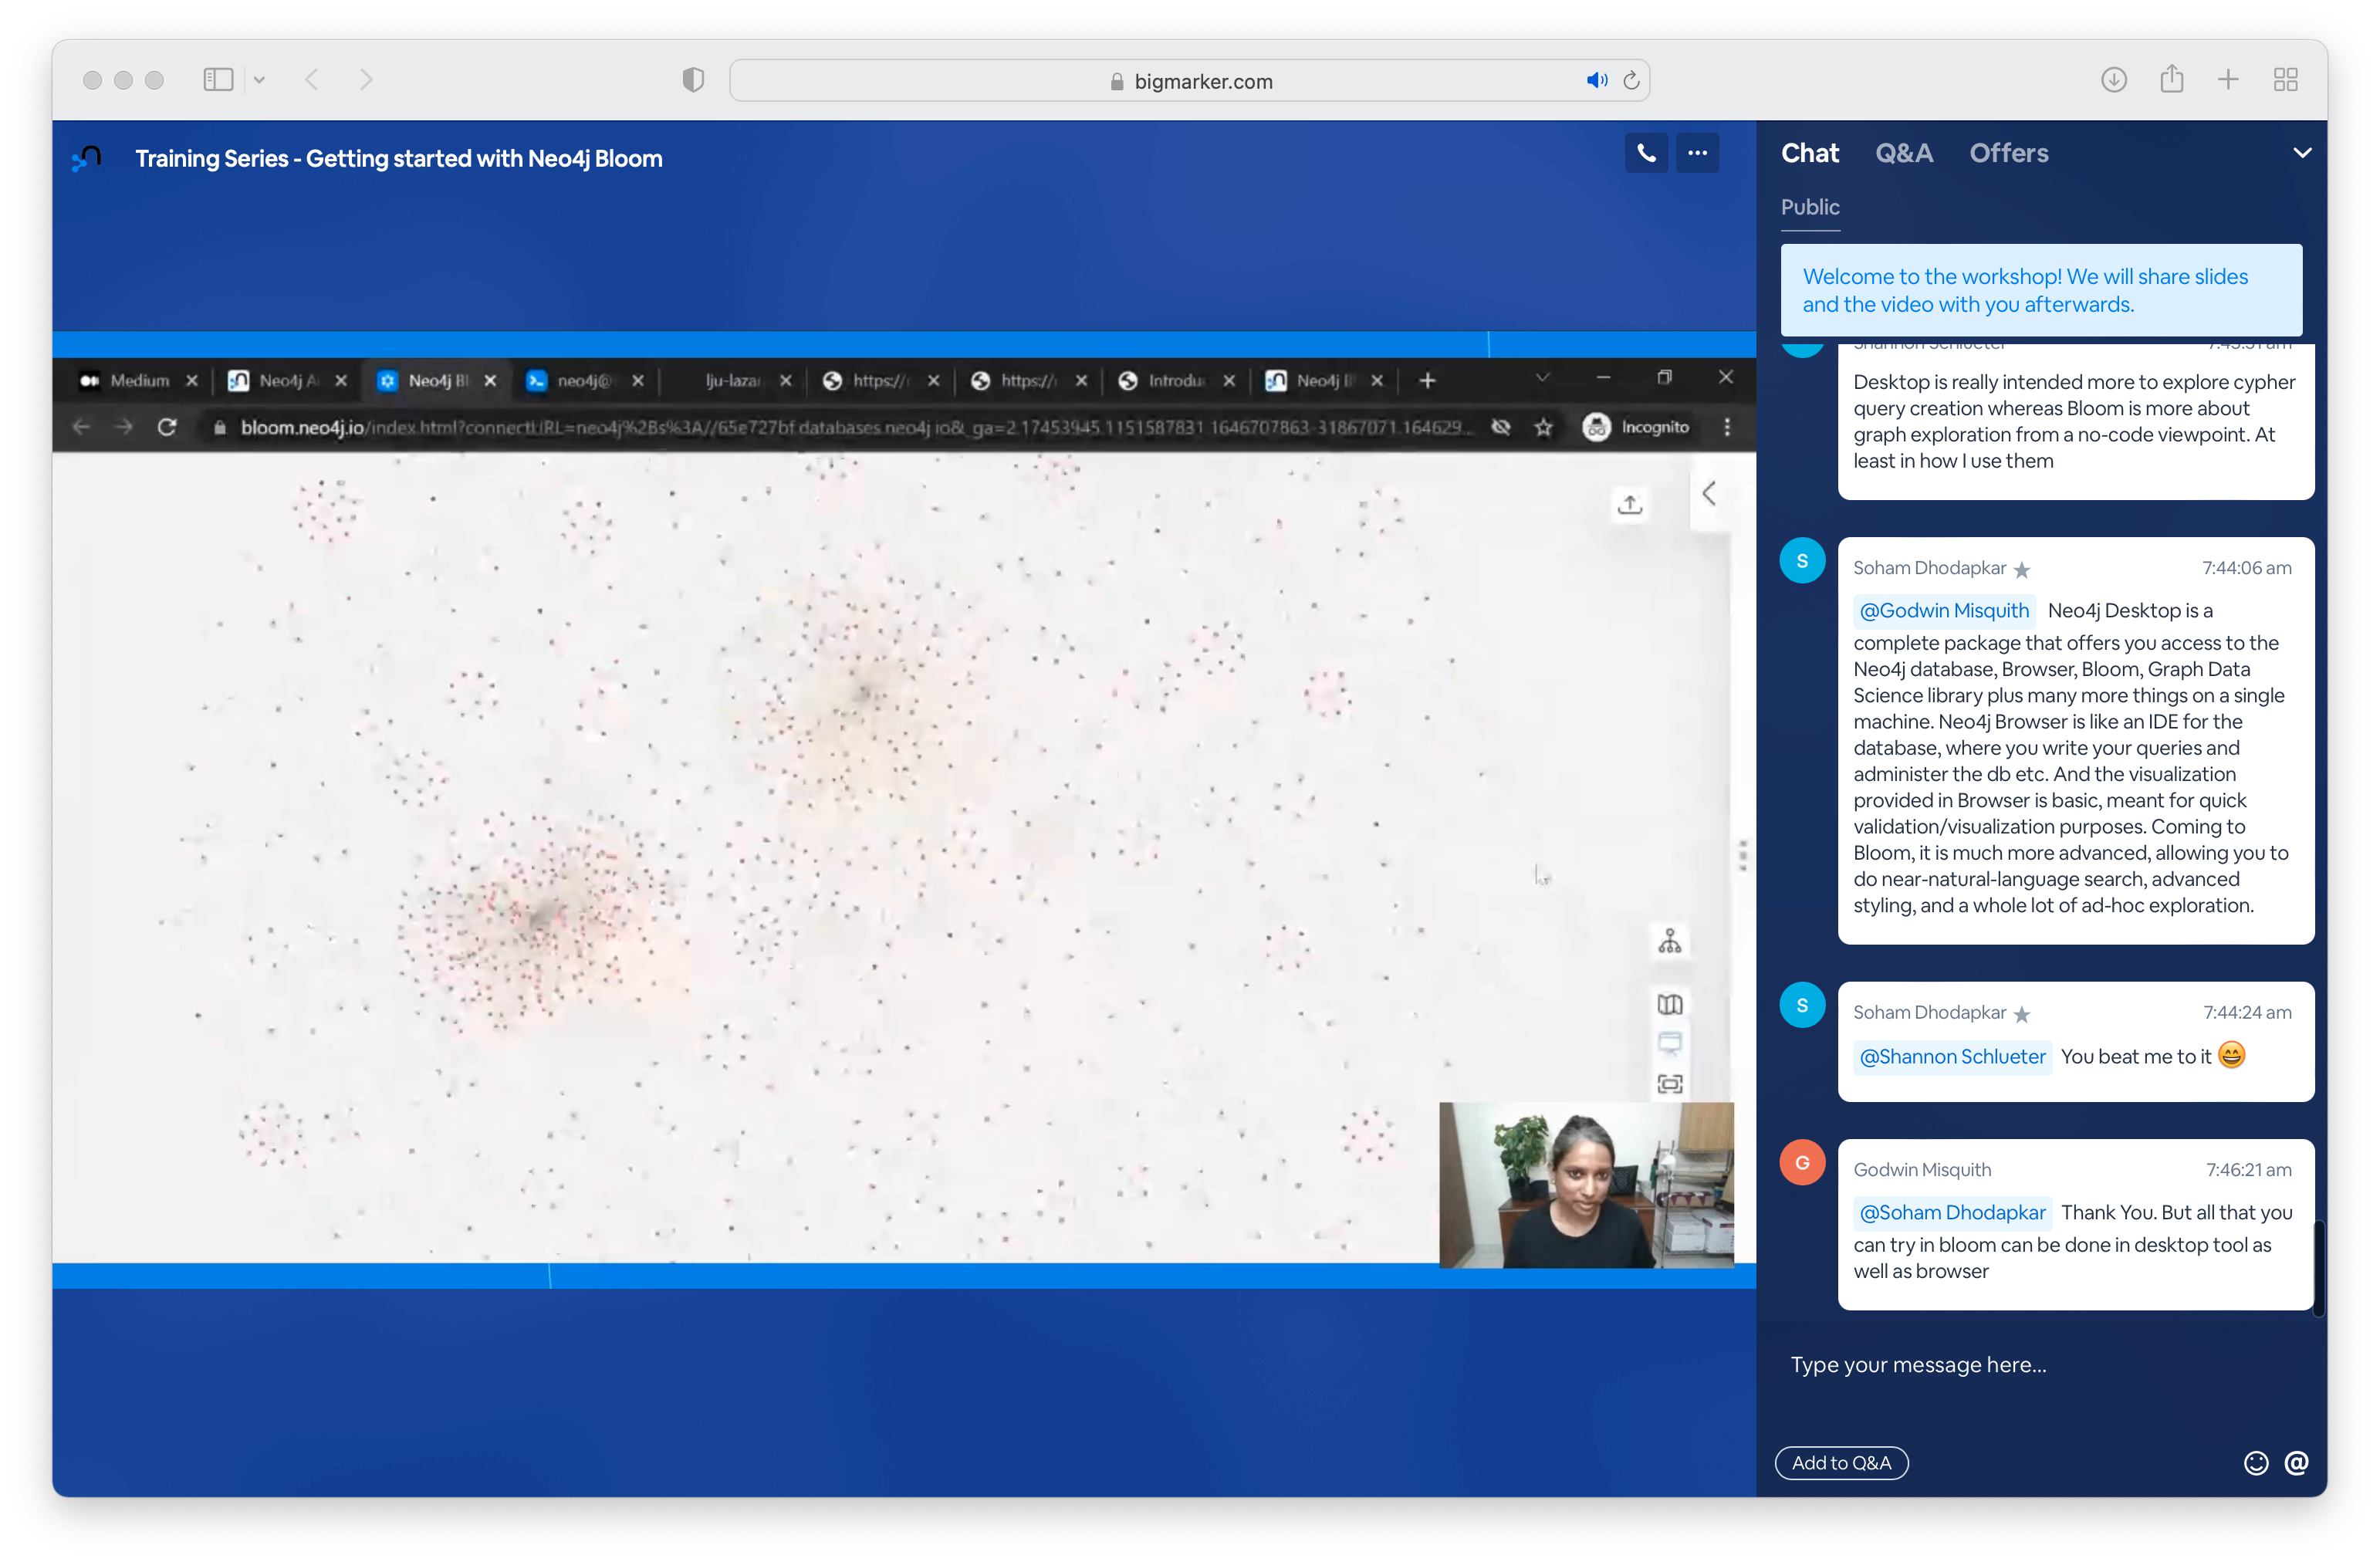 bigmarker.com
Training Series - Getting started with Neo4j Bloom
Medium
Neo4j A
Neo4j Bl
neo4j@
lju-lazar
https://
https://
Introdu
Neo4j
bloom.neo4j.io/index.html?connectURL=neo4j%2Bs%3A//65e727bf.databases.neo4j.io&_ga=2.17453945.1151587831.1646707863-31867071.164629...
Incognito
Chat Q&A Offers
Public
Welcome to the workshop! We will share slides
and the video with you afterwards.
Shannon Schlueter
Desktop is really intended more to explore cypher
query creation whereas Bloom is more about
graph exploration from a no-code viewpoint. At
least in how I use them
S
Soham Dhodapkar 7:44:06 am
@Godwin Misquith Neo4j Desktop is a
complete package that offers you access to the
Neo4j database, Browser, Bloom, Graph Data
Science library plus many more things on a single
machine. Neo4j Browser is like an IDE for the
database, where you write your queries and
administer the db etc. And the visualization
provided in Browser is basic, meant for quick
validation/visualization purposes. Coming to
Bloom, it is much more advanced, allowing you to
do near-natural-language search, advanced
styling, and a whole lot of ad-hoc exploration.
S
Soham Dhodapkar 7:44:24 am
@Shannon Schlueter You beat me to it 😄
G
Godwin Misquith 7:46:21 am
@Soham Dhodapkar Thank You. But all that you
can try in bloom can be done in desktop tool as
well as browser
Type your message here...
Add to Q&A
@